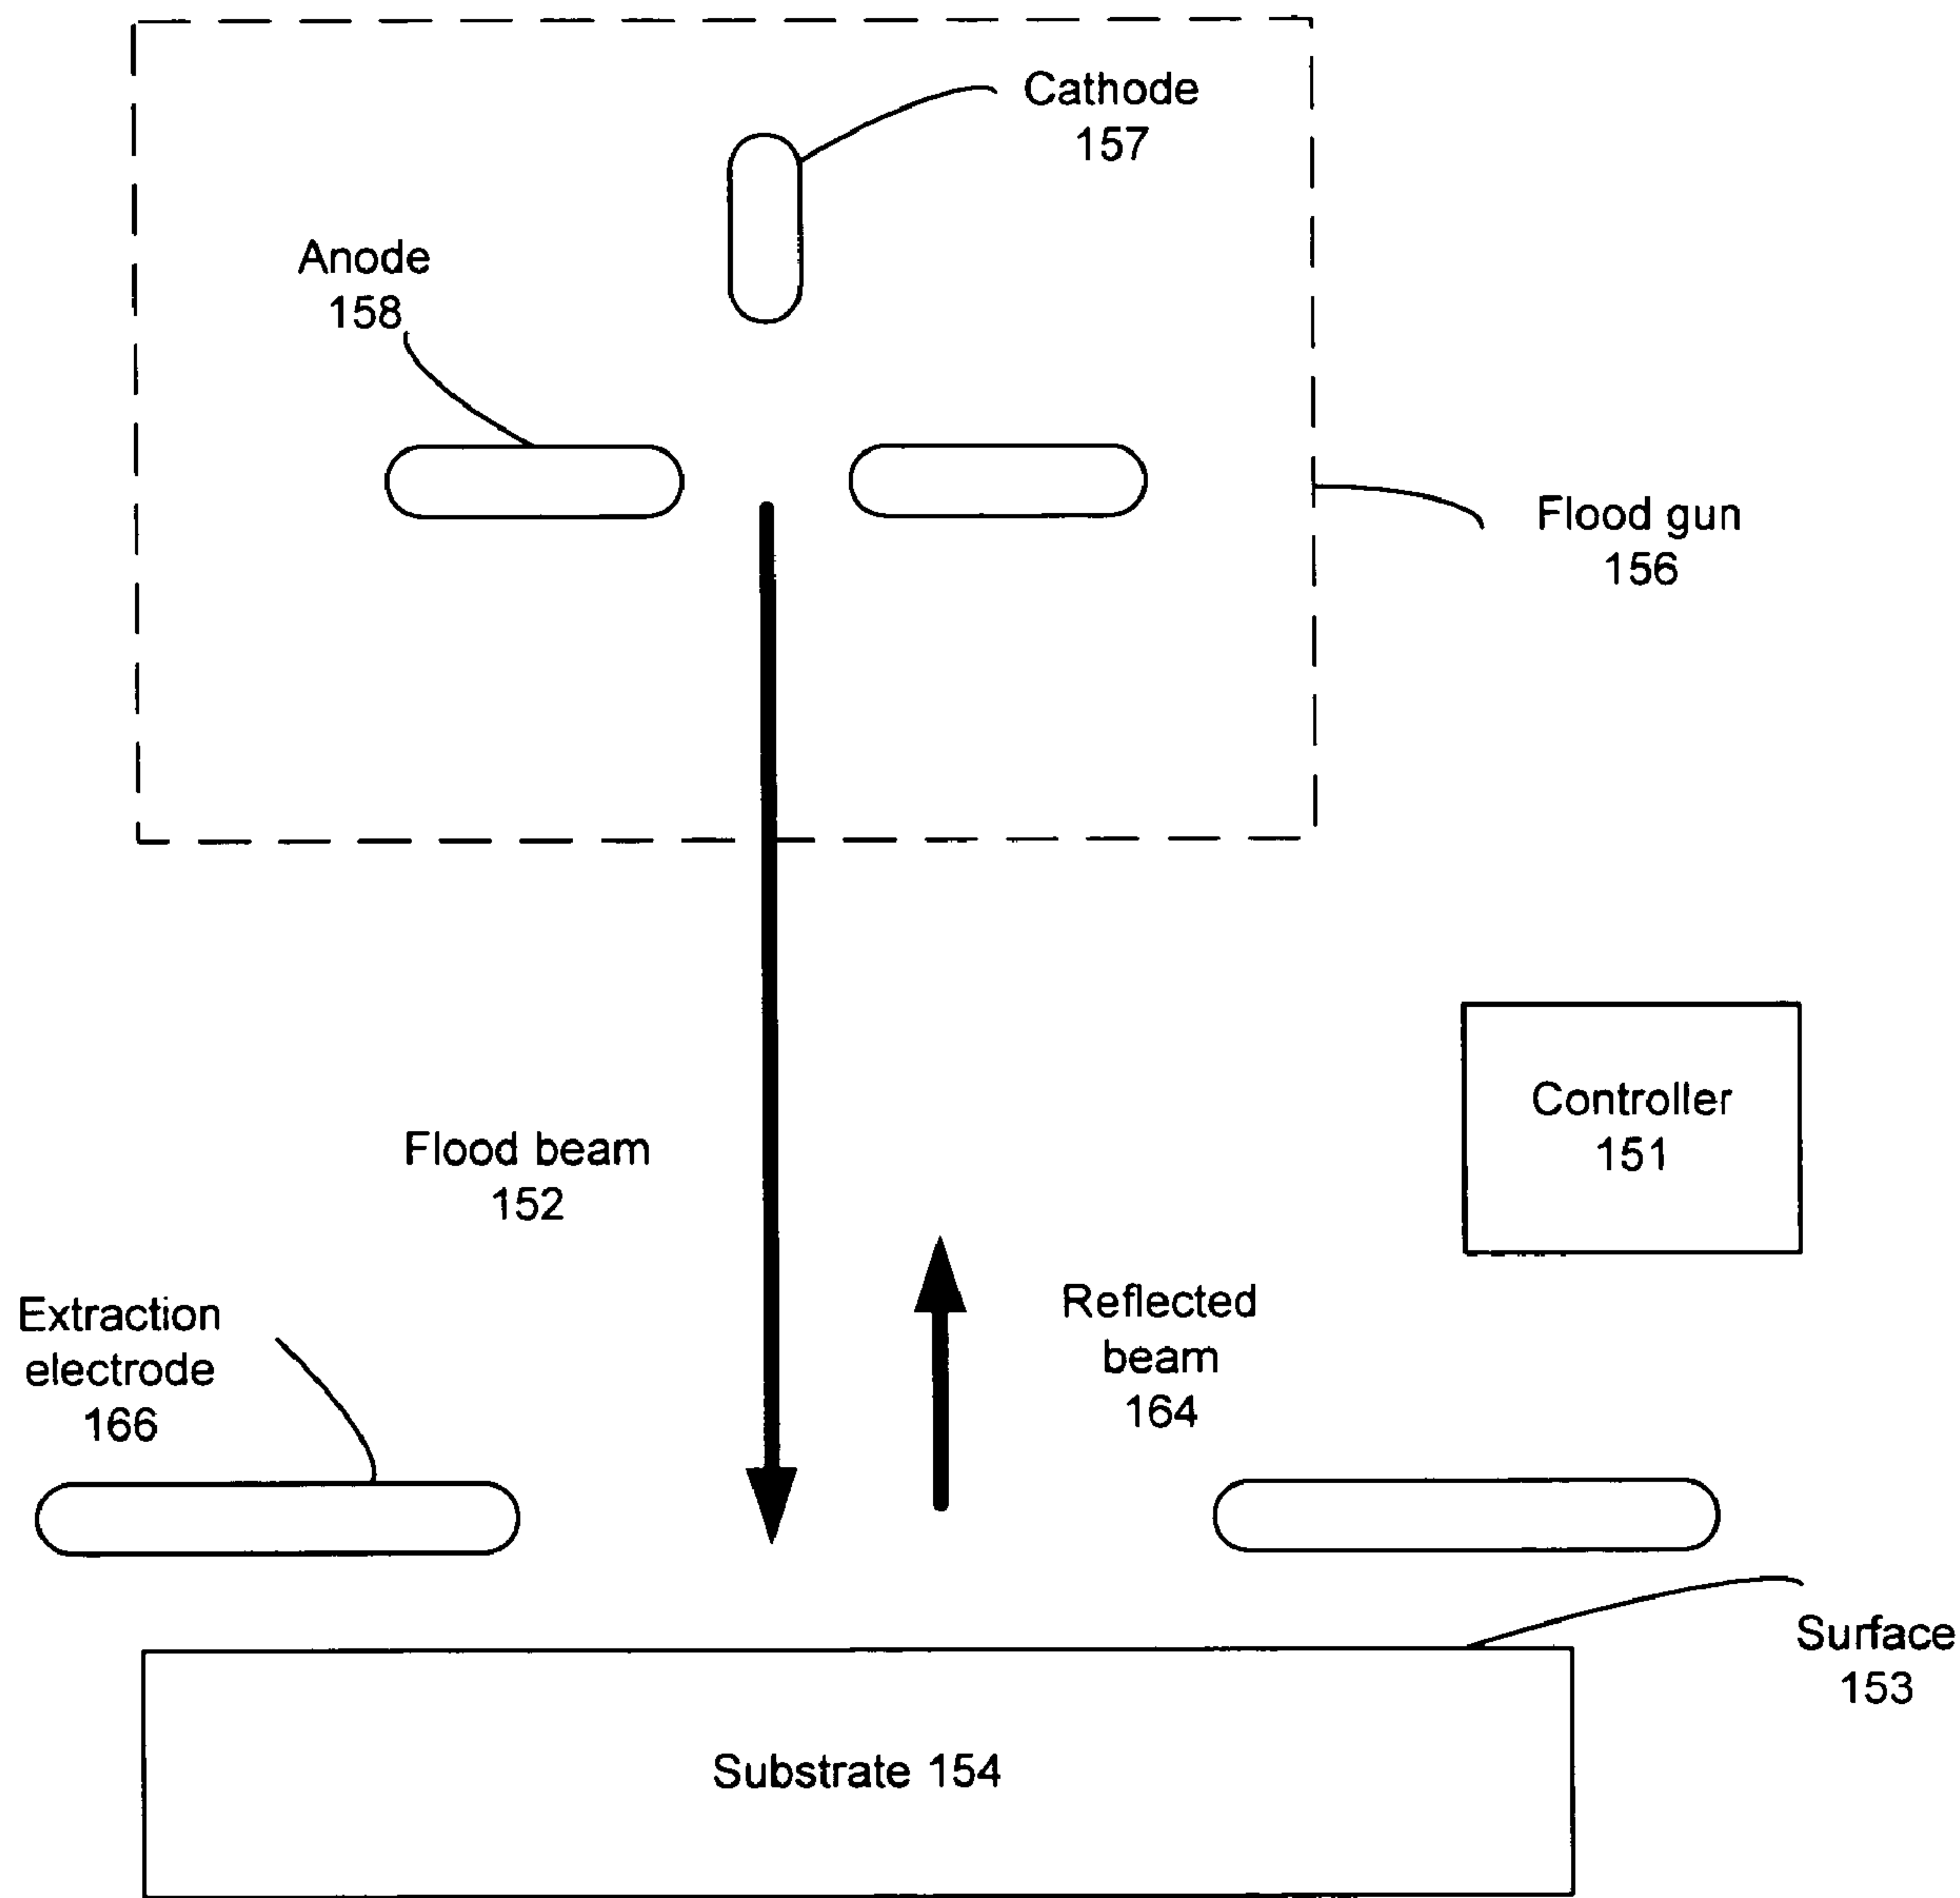 Cathode
157
Anode
158
Flood gun
156
Controller
151
Flood beam
152
Reflected
beam
164
Extraction
electrode
166
Surface
153
Substrate 154